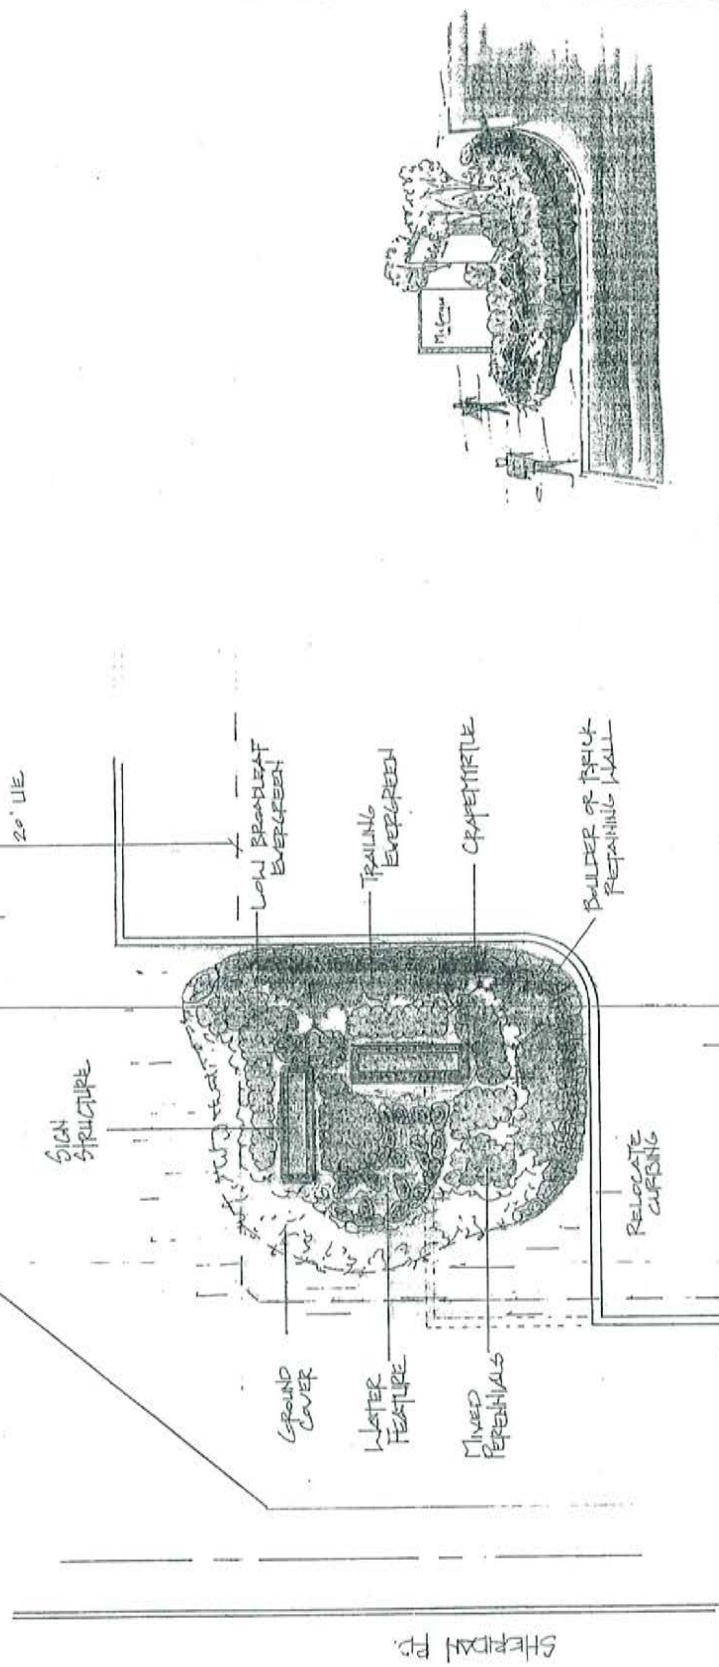 20' U/E
LOW BROADLEAF
EVERGREEN
TRAILING
EVERGREEN
CRAPEMYRTLE
BOULDER OR BRICK
RETAINING WALL
SIGN
STRUCTURE
RELOCATE
CURBING
GROUND
COVER
WATER
FEATURE
MIXED
PERENNIALS
SHERIDAN RD.